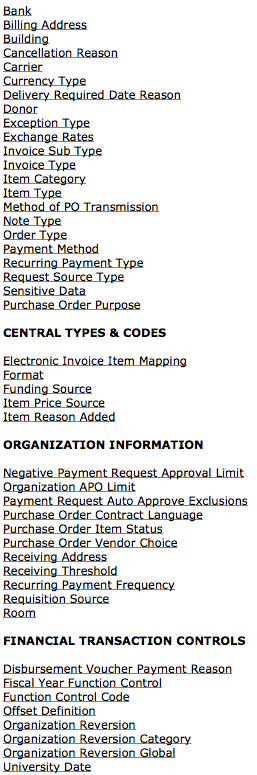 Bank
Billing Address
Building
Cancellation Reason
Carrier
Currency Type
Delivery Required Date Reason
Donor
Exception Type
Exchange Rates
Invoice Sub Type
Invoice Type
Item Category
Item Type
Method of PO Transmission
Note Type
Order Type
Payment Method
Recurring Payment Type
Request Source Type
Sensitive Data
Purchase Order Purpose
CENTRAL TYPES & CODES
Electronic Invoice Item Mapping
Format
Funding Source
Item Price Source
Item Reason Added
ORGANIZATION INFORMATION
Negative Payment Request Approval Limit
Organization APO Limit
Payment Request Auto Approve Exclusions
Purchase Order Contract Language
Purchase Order Item Status
Purchase Order Vendor Choice
Receiving Address
Receiving Threshold
Recurring Payment Frequency
Requisition Source
Room
FINANCIAL TRANSACTION CONTROLS
Disbursement Voucher Payment Reason
Fiscal Year Function Control
Function Control Code
Offset Definition
Organization Reversion
Organization Reversion Category
Organization Reversion Global
University Date